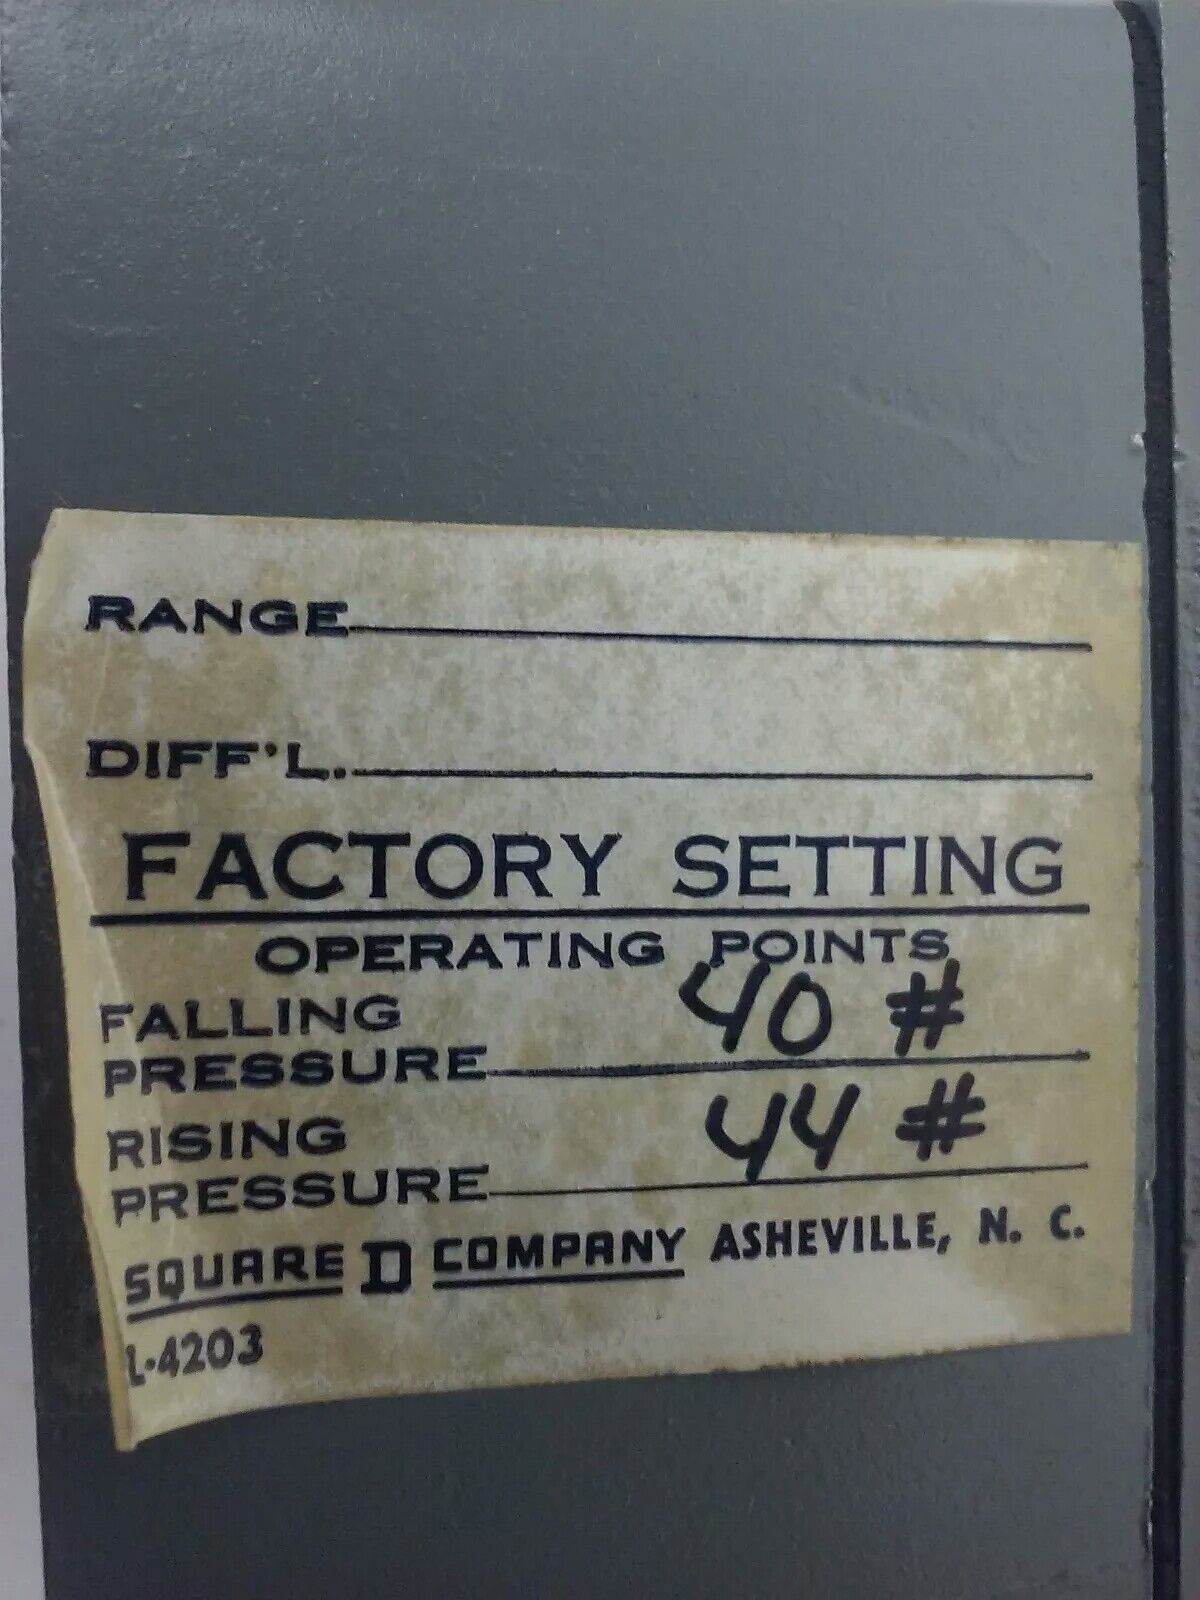 RANGE
DIFF'L.
FACTORY SETTING
OPERATING POINTS
FALLING
PRESSURE 40 #
RISING
PRESSURE 44 #
SQUARE D COMPANY ASHEVILLE, N. C.
L-4203